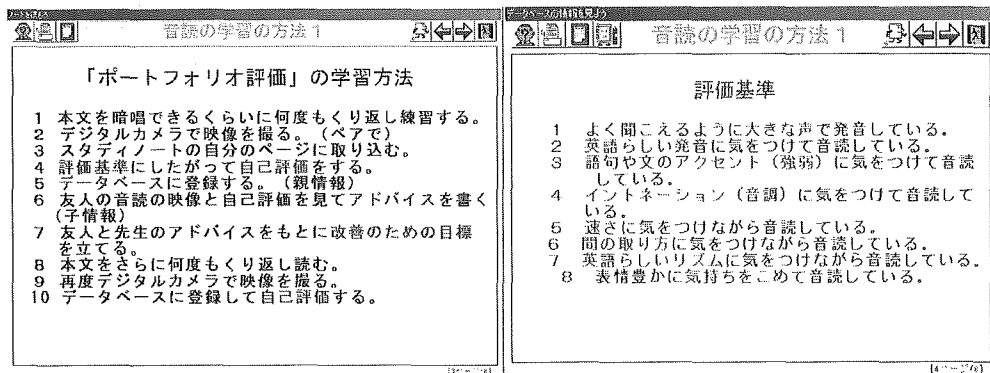 音読の学習の方法1
「ポートフォリオ評価」の学習方法
1 本文を暗唱できるくらいに何度もくり返し練習する。
2 デジタルカメラで映像を撮る。（ペアで）
3 スタディノートの自分のページに取り込む。
4 評価基準にしたがって自己評価をする。
5 データベースに登録する。（親情報）
6 友人の音読の映像と自己評価を見てアドバイスを書く
（子情報）
7 友人と先生のアドバイスをもとに改善のための目標
を立てる。
8 本文をさらに何度もくり返し読む。
9 再度デジタルカメラで映像を撮る。
10 データベースに登録して自己評価する。
データベースの情報を見よう
音読の学習の方法1
評価基準
1 よく聞こえるように大きな声で発音している。
2 英語らしい発音に気をつけて音読している。
3 語句や文のアクセント（強弱）に気をつけて音読
している。
4 イントネーション（音調）に気をつけて音読して
いる。
5 速さに気をつけながら音読している。
6 間の取り方に気をつけながら音読している。
7 英語らしいリズムに気をつけながら音読している。
8 表情豊かに気持ちをこめて音読している。